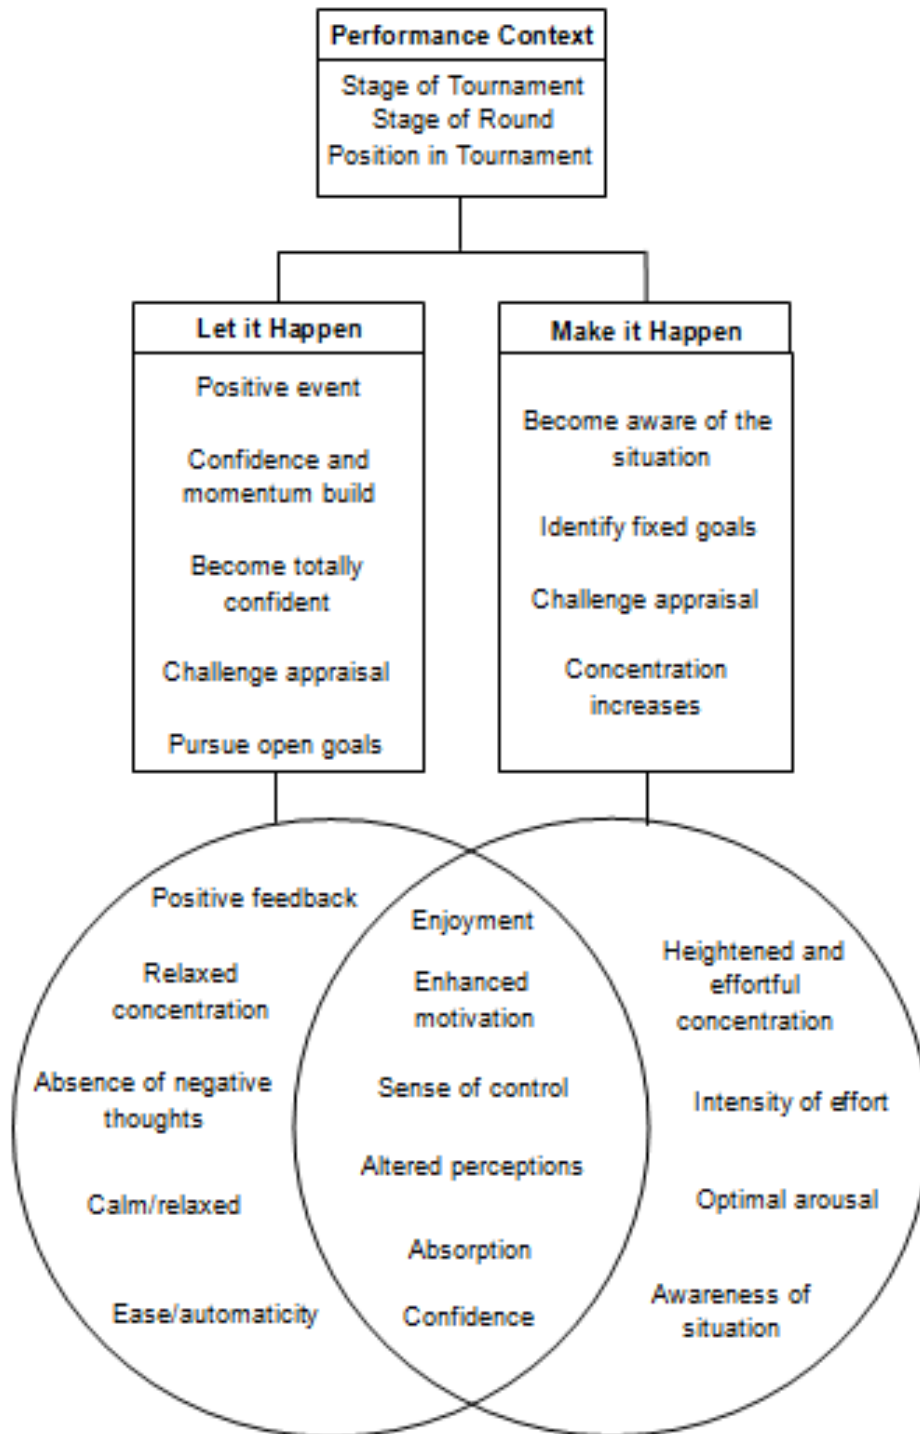 Performance Context
Stage of Tournament
Stage of Round
Position in Tournament
Let it Happen
Positive event
Confidence and
momentum build
Become totally
confident
Challenge appraisal
Pursue open goals
Make it Happen
Become aware of the
situation
Identify fixed goals
Challenge appraisal
Concentration
increases
Positive feedback
Relaxed
concentration
Absence of negative
thoughts
Calm/relaxed
Ease/automaticity
Enjoyment
Enhanced
motivation
Sense of control
Altered perceptions
Absorption
Confidence
Heightened and
effortful
concentration
Intensity of effort
Optimal arousal
Awareness of
situation